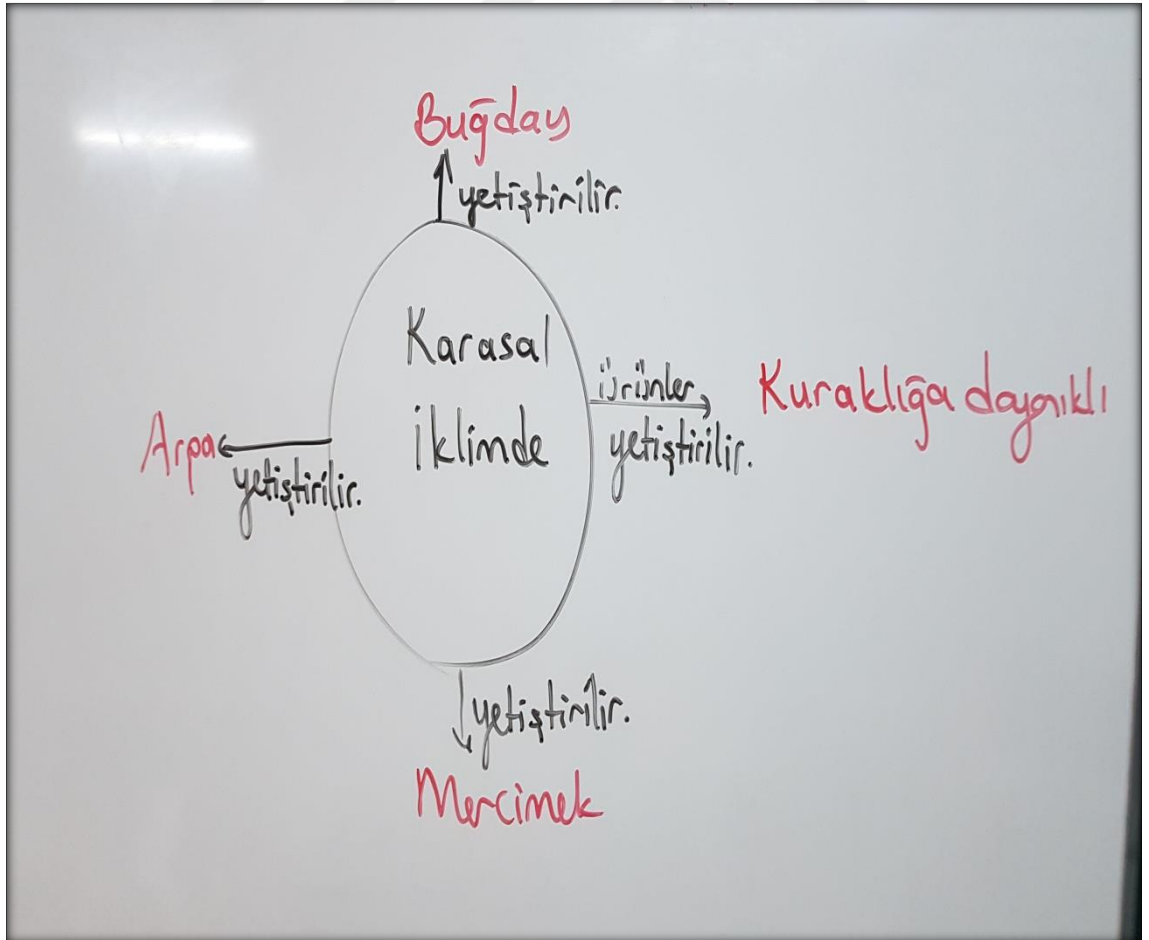 Buğday
yetiştirilir.
Karasal
iklimde
ürünler
yetiştirilir.
Kuraklığa dayanıklı
Arpa
yetiştirilir.
yetiştirilir.
Mercimek